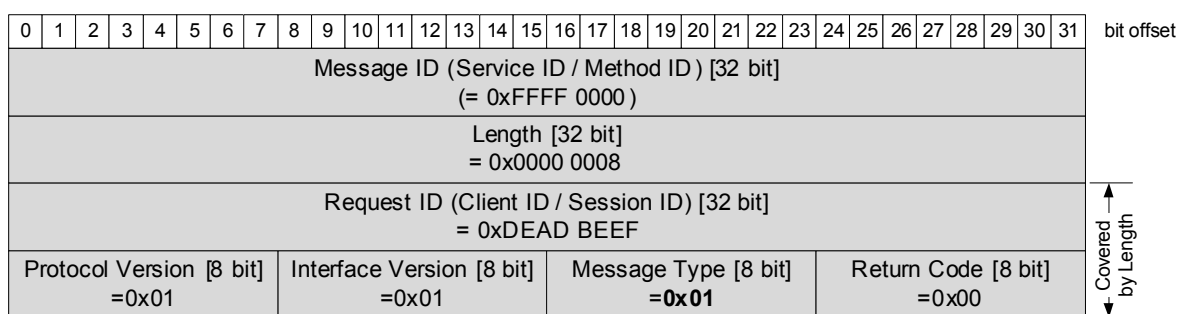 0 1 2 3 4 5 6 7 8 9 10 11 12 13 14 15 16 17 18 19 20 21 22 23 24 25 26 27 28 29 30 31 bit offset
Message ID (Service ID / Method ID) [32 bit]
(= 0xFFFF 0000)
Length [32 bit]
= 0x0000 0008
Request ID (Client ID / Session ID) [32 bit]
= 0xDEAD BEEF
Protocol Version [8 bit]
=0x01
Interface Version [8 bit]
=0x01
Message Type [8 bit]
=0x01
Return Code [8 bit]
=0x00
Covered
by Length